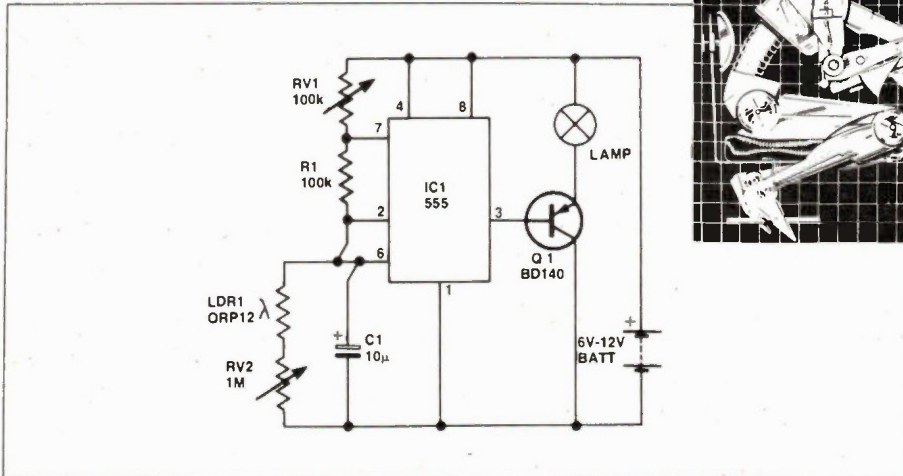 RV1
100k
4
8
7
LAMP
R1
100k
IC1
555
2
3
6
Q1
BD140
1
LDR1
ORP12
λ
RV2
1M
+
C1
10µ
+
6V-12V
BATT